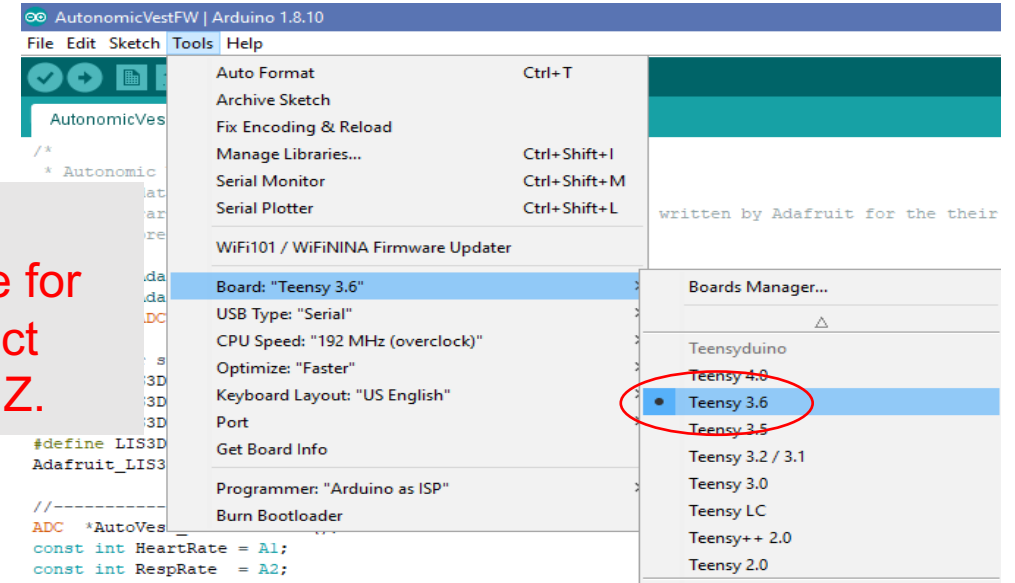 AutonomicVestFW | Arduino 1.8.10
File Edit Sketch Tools Help
Auto Format Ctrl+T
Archive Sketch
AutonomicVes
Fix Encoding & Reload
/*
Manage Libraries... Ctrl+Shift+I
* Autonomic
Serial Monitor Ctrl+Shift+M
Serial Plotter Ctrl+Shift+L
written by Adafruit for the their
WiFi101 / WiFiNINA Firmware Updater
e for
ct
Z.
Board: "Teensy 3.6"
USB Type: "Serial"
CPU Speed: "192 MHz (overclock)"
Optimize: "Faster"
Keyboard Layout: "US English"
Port
Get Board Info
Programmer: "Arduino as ISP"
Burn Bootloader
Boards Manager...
Teensyduino
Teensy 4.0
Teensy 3.6
Teensy 3.5
Teensy 3.2 / 3.1
Teensy 3.0
Teensy LC
Teensy++ 2.0
Teensy 2.0
#define LIS3D
Adafruit_LIS3
//-----------
ADC *AutoVes
const int HeartRate = A1;
const int RespRate = A2;